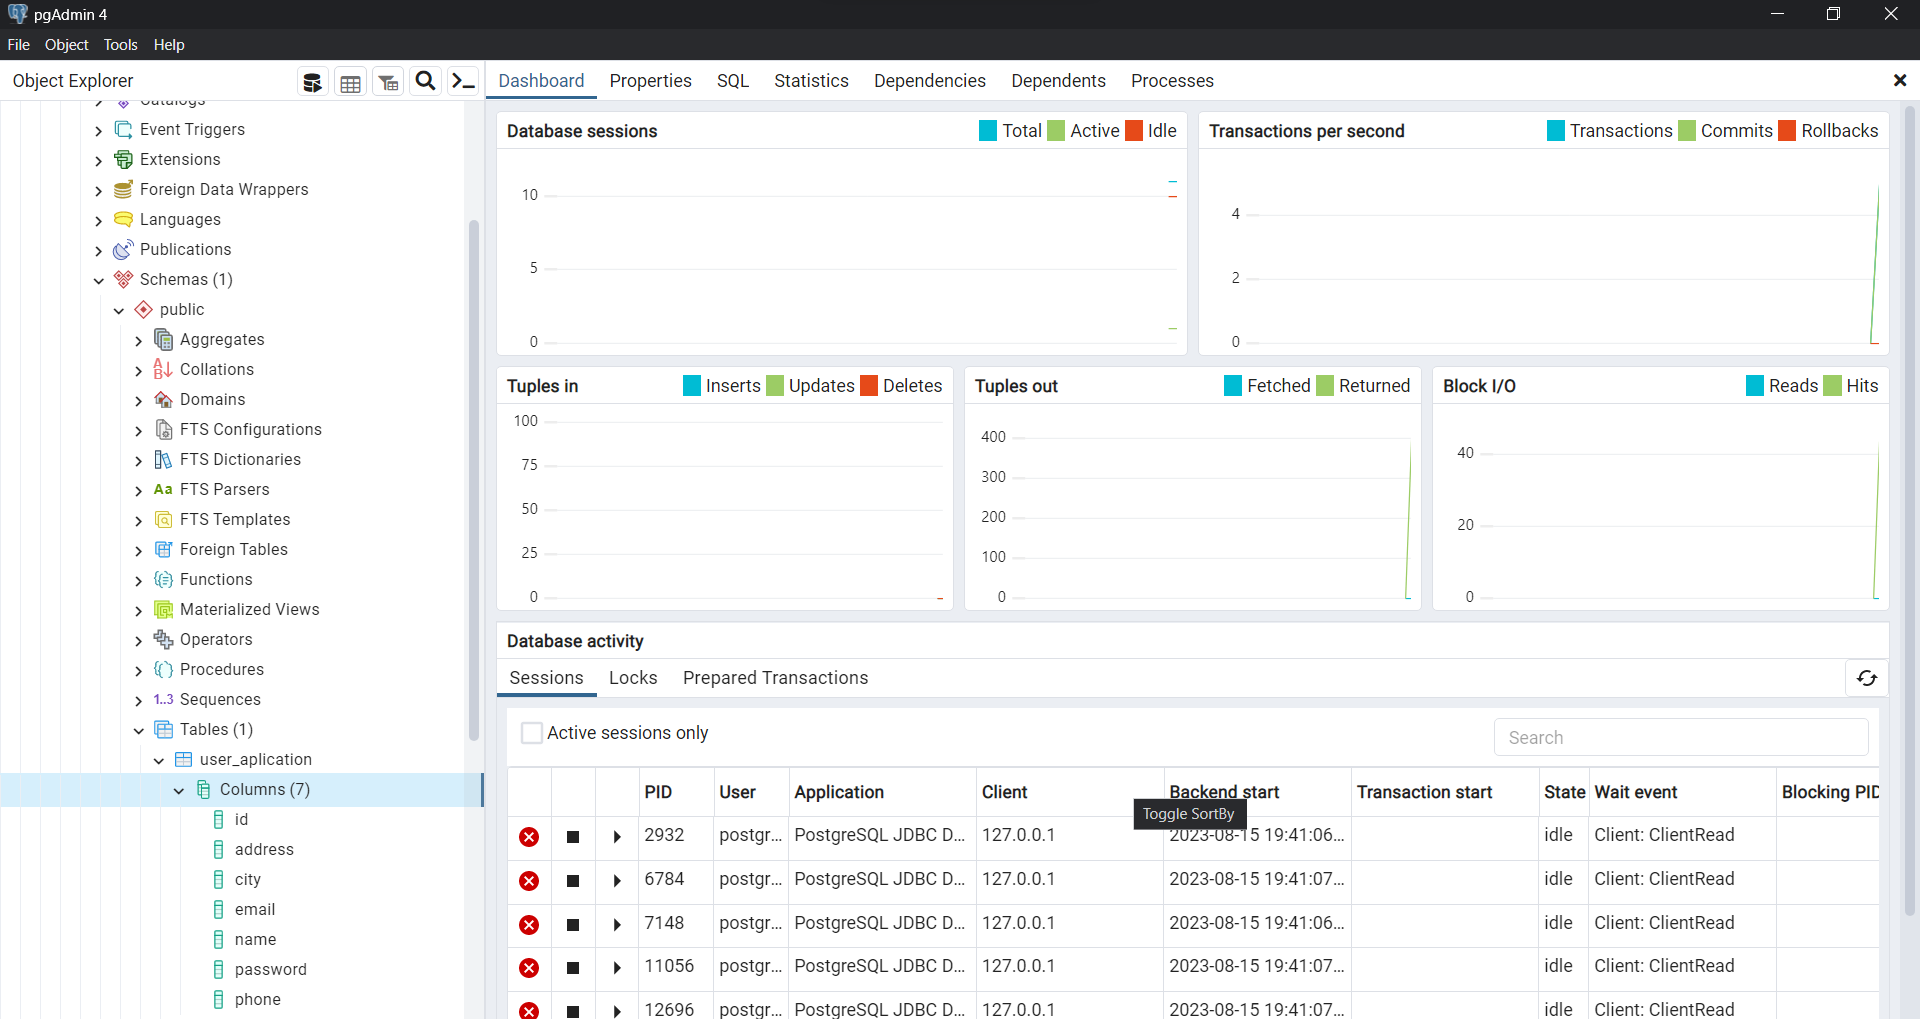 pgAdmin 4
File Object Tools Help
Object Explorer
Catalogs
Event Triggers
Extensions
Foreign Data Wrappers
Languages
Publications
Schemas (1)
public
Aggregates
Collations
Domains
FTS Configurations
FTS Dictionaries
Aa FTS Parsers
FTS Templates
Foreign Tables
Functions
Materialized Views
Operators
Procedures
1..3 Sequences
Tables (1)
user_aplication
Columns (7)
id
address
city
email
name
password
phone
Dashboard Properties SQL Statistics Dependencies Dependents Processes
Database sessions Total Active Idle
10
5
0
Transactions per second Transactions Commits Rollbacks
4
2
0
Tuples in Inserts Updates Deletes
100
75
50
25
0
Tuples out Fetched Returned
400
300
200
100
0
Block I/O Reads Hits
40
20
0
Database activity
Sessions Locks Prepared Transactions
Active sessions only
Search
PID User Application Client Backend start Transaction start State Wait event Blocking PID
Toggle SortBy
2932 postgr... PostgreSQL JDBC D... 127.0.0.1 2023-08-15 19:41:06... idle Client: ClientRead
6784 postgr... PostgreSQL JDBC D... 127.0.0.1 2023-08-15 19:41:07... idle Client: ClientRead
7148 postgr... PostgreSQL JDBC D... 127.0.0.1 2023-08-15 19:41:06... idle Client: ClientRead
11056 postgr... PostgreSQL JDBC D... 127.0.0.1 2023-08-15 19:41:07... idle Client: ClientRead
12696 postgr... PostgreSQL JDBC D... 127.0.0.1 2023-08-15 19:41:07... idle Client: ClientRead